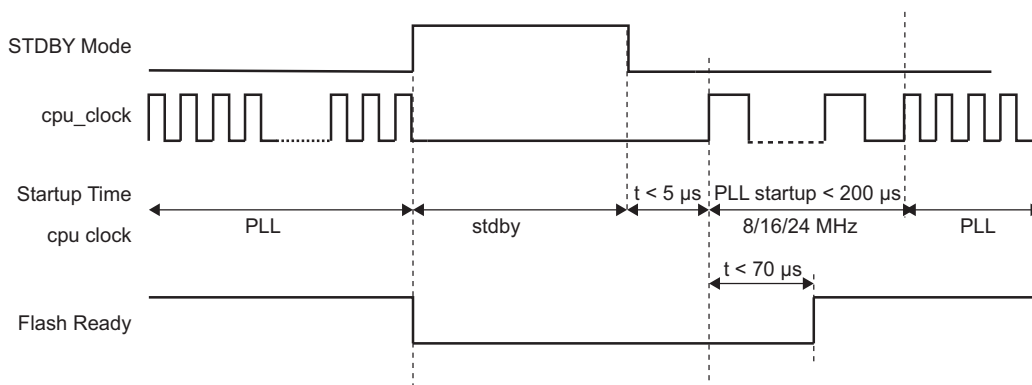 STDBY Mode
cpu_clock
Startup Time
t < 5 µs
PLL startup < 200 µs
cpu clock
PLL
stdby
8/16/24 MHz
PLL
t < 70 µs
Flash Ready